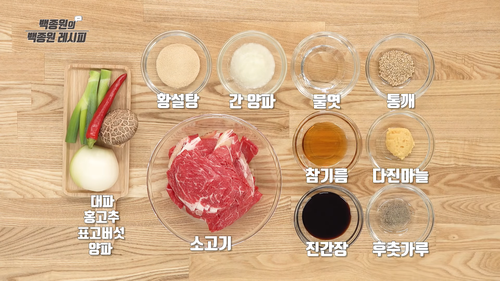 백종원의
백종원 레시피
황설탕
간 양파
물엿
통깨
참기름
다진마늘
대파
홍고추
표고버섯
양파
소고기
진간장
후춧가루